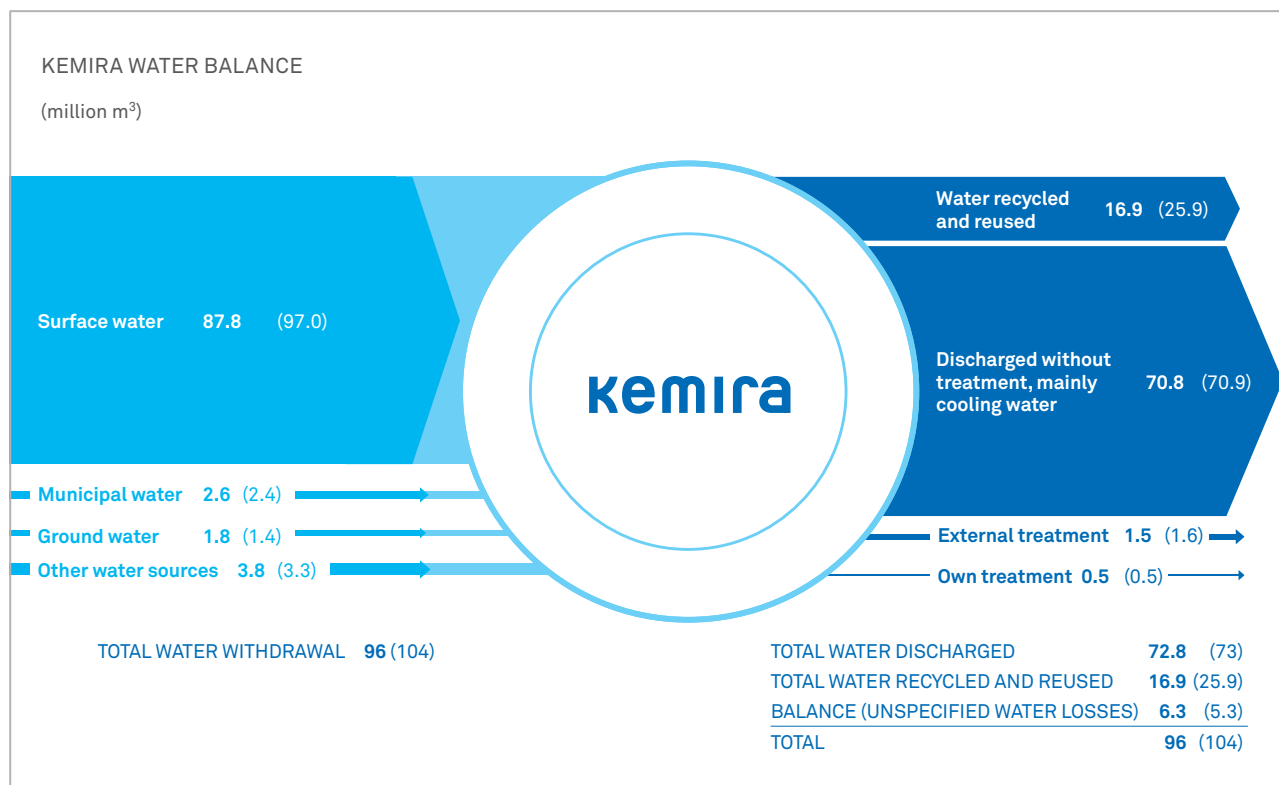 KEMIRA WATER BALANCE
(million m³)
Surface water 87.8 (97.0)
Municipal water 2.6 (2.4)
Ground water 1.8 (1.4)
Other water sources 3.8 (3.3)
TOTAL WATER WITHDRAWAL 96 (104)
kemira
Water recycled
and reused 16.9 (25.9)
Discharged without
treatment, mainly 70.8 (70.9)
cooling water
External treatment 1.5 (1.6)
Own treatment 0.5 (0.5)
TOTAL WATER DISCHARGED 72.8 (73)
TOTAL WATER RECYCLED AND REUSED 16.9 (25.9)
BALANCE (UNSPECIFIED WATER LOSSES) 6.3 (5.3)
TOTAL 96 (104)